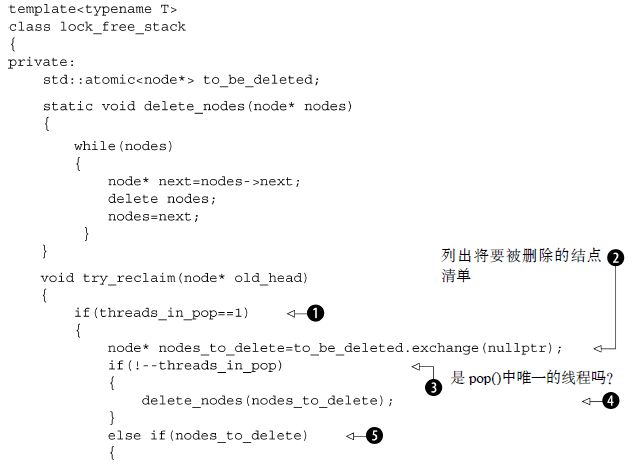 template<typename T>
class lock_free_stack
{
private:
    std::atomic<node*> to_be_deleted;
    static void delete_nodes(node* nodes)
    {
        while(nodes)
        {
            node* next=nodes->next;
            delete nodes;
            nodes=next;
        }
    }
列出将要被删除的结点 ❷
清单
    void try_reclaim(node* old_head)
    {
        if(threads_in_pop==1) ❶
        {
            node* nodes_to_delete=to_be_deleted.exchange(nullptr);
            if(!--threads_in_pop) ❸ 是 pop()中唯一的线程吗?
            {
                delete_nodes(nodes_to_delete); ❹
            }
            else if(nodes_to_delete) ❺
            {